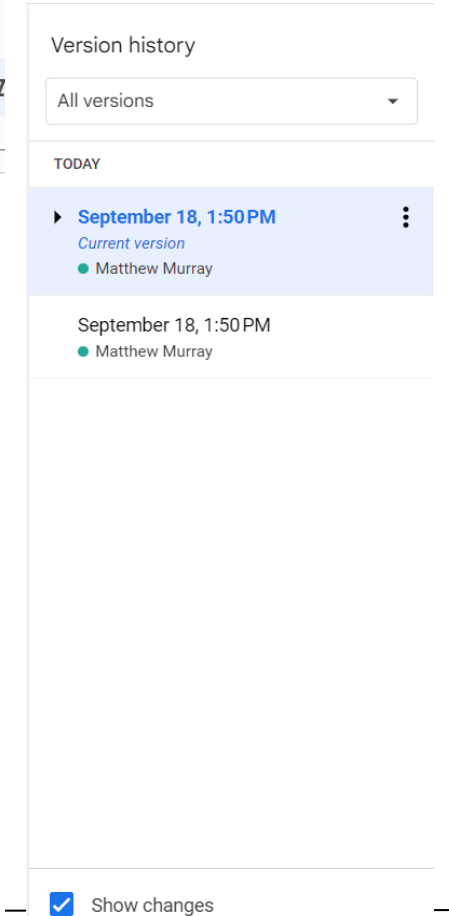 Version history
All versions
TODAY
September 18, 1:50 PM
Current version
Matthew Murray
September 18, 1:50 PM
Matthew Murray
Show changes